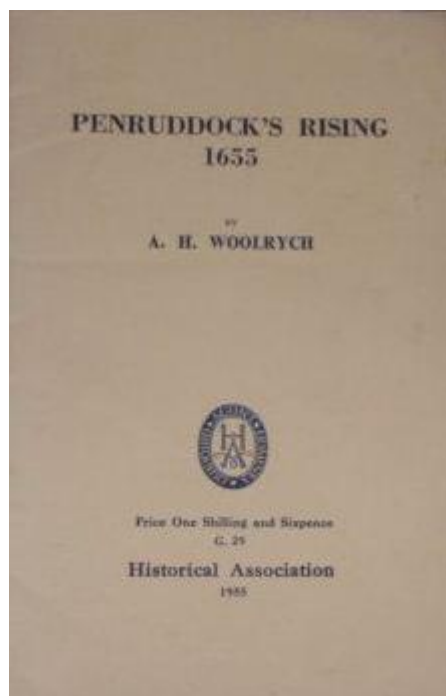 PENRUDDOCK'S RISING
1655
BY
A. H. WOOLRYCH
Price One Shilling and Sixpence
G. 29
Historical Association
1955